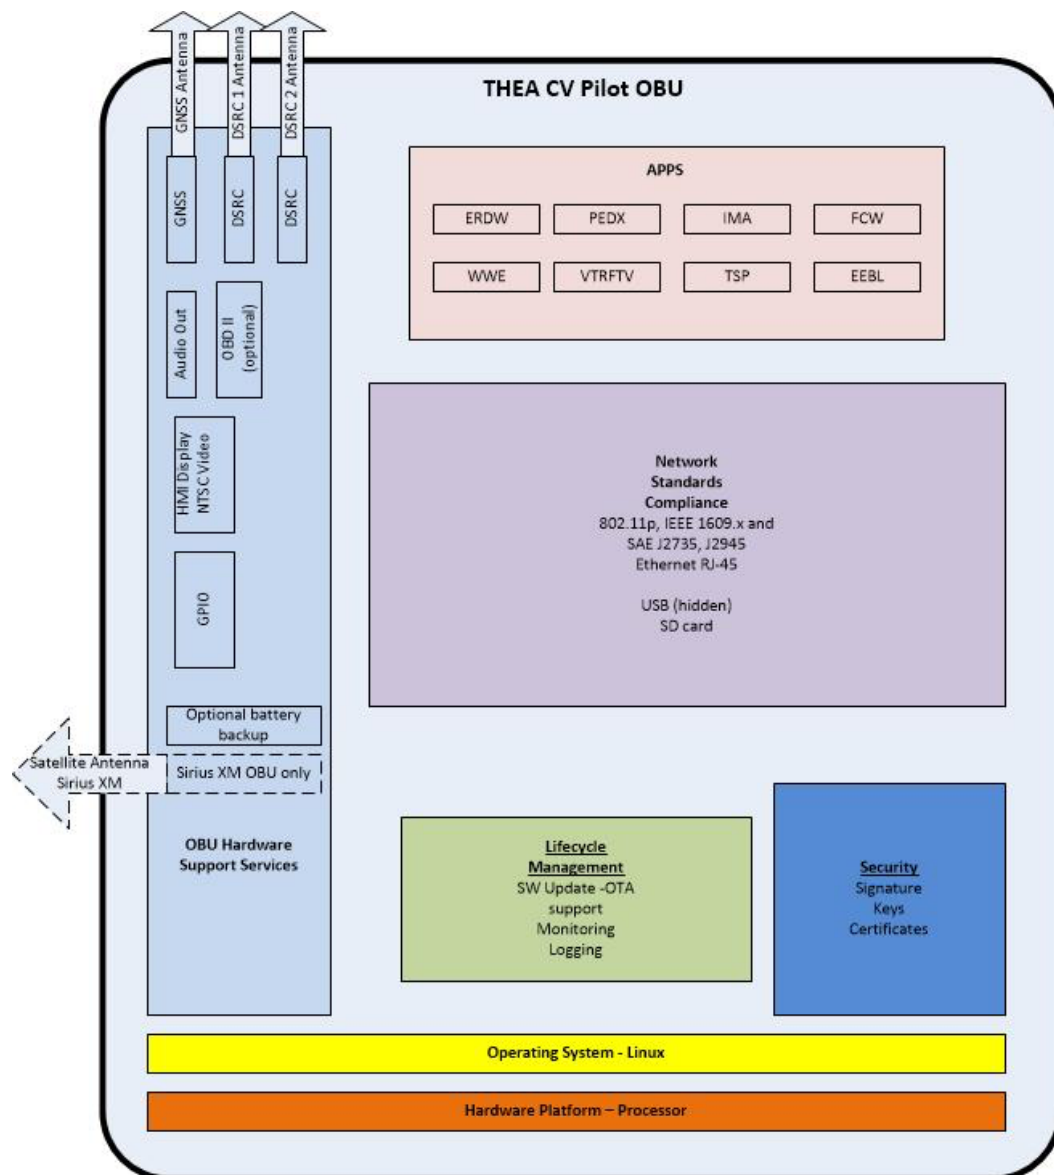 GNSS Antenna
DSRC 1 Antenna
DSRC 2 Antenna
THEA CV Pilot OBU
GNSS
DSRC
DSRC
Audio Out
OBD II
(optional)
HMI Display
NTSC Video
GPIO
Optional battery
backup
Satellite Antenna
Sirius XM
Sirius XM OBU only
OBU Hardware
Support Services
APPS
ERDW
PEDX
IMA
FCW
WWE
VTRFTV
TSP
EEBL
Network
Standards
Compliance
802.11p, IEEE 1609.x and
SAE J2735, J2945
Ethernet RJ-45
USB (hidden)
SD card
Lifecycle
Management
SW Update -OTA
support
Monitoring
Logging
Security
Signature
Keys
Certificates
Operating System - Linux
Hardware Platform – Processor